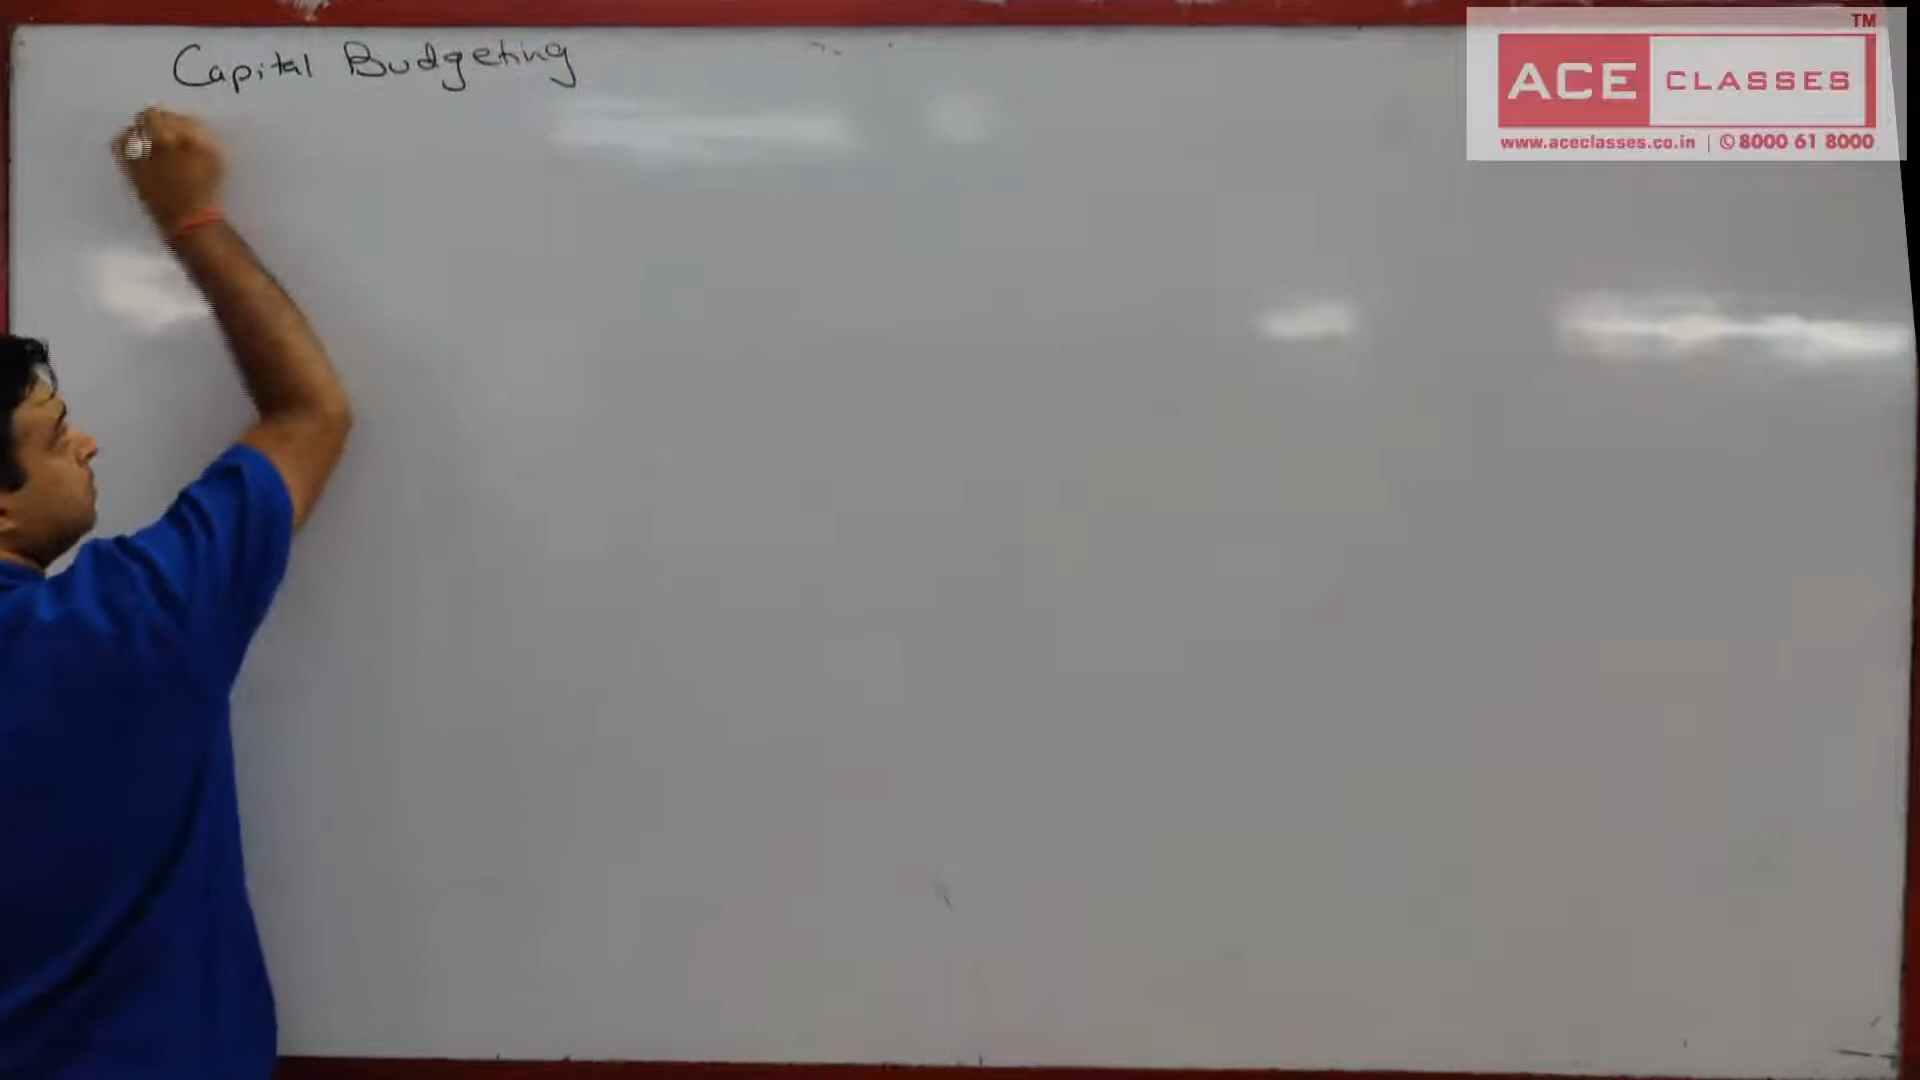 Capital Budgeting
TM
ACE CLASSES
www.aceclasses.co.in | 8000 61 8000